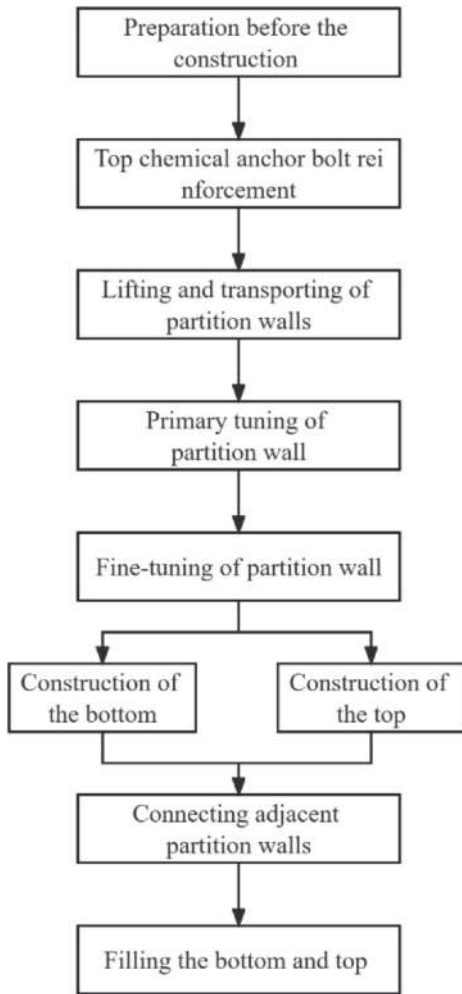 Preparation before the
construction
Top chemical anchor bolt rei
nforcement
Lifting and transporting of
partition walls
Primary tuning of
partition wall
Fine-tuning of partition wall
Construction of
the bottom
Construction of
the top
Connecting adjacent
partition walls
Filling the bottom and top